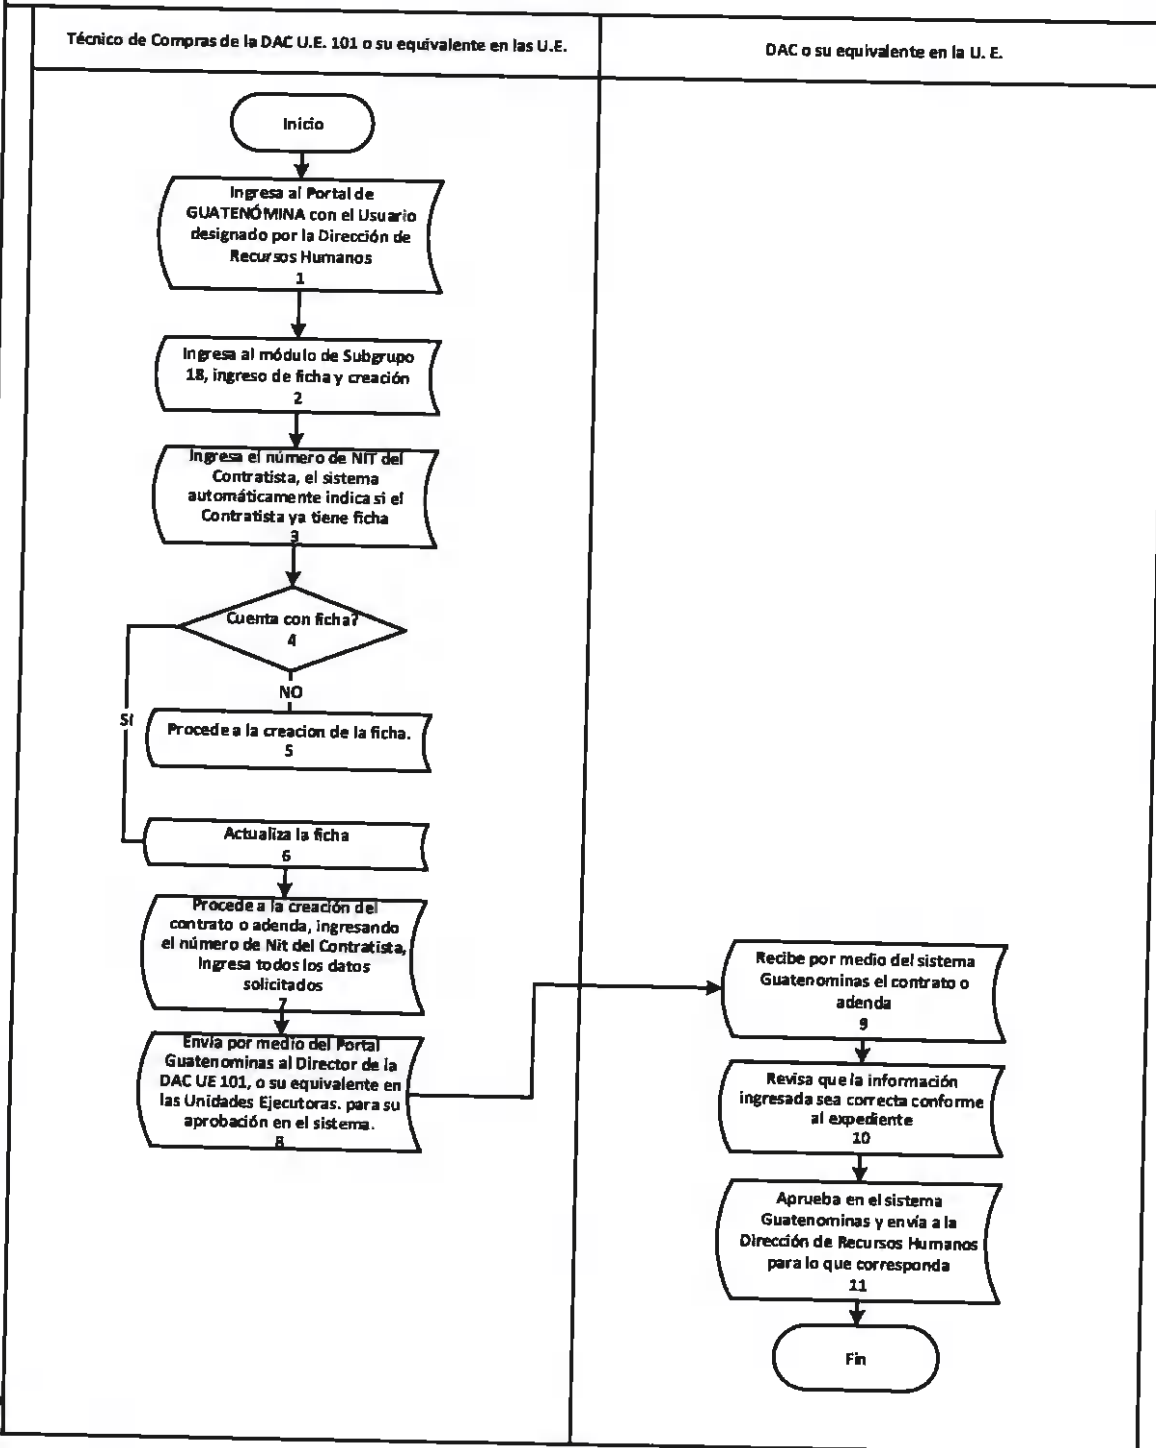 Técnico de Compras de la DAC U.E. 101 o su equivalente en las U.E.
DAC o su equivalente en la U. E.
Inicio
Ingresa al Portal de
GUATENÓMINA con el Usuario
designado por la Dirección de
Recursos Humanos
1
Ingresa al módulo de Subgrupo
18, ingreso de ficha y creación
2
Ingresa el número de NIT del
Contratista, el sistema
automáticamente indica si el
Contratista ya tiene ficha
3
Cuenta con ficha?
4
NO
SI
Procede a la creacion de la ficha.
5
Actualiza la ficha
6
Procede a la creación del
contrato o adenda, ingresando
el número de Nit del Contratista,
Ingresa todos los datos
solicitados
7
Envía por medio del Portal
Guatenominas al Director de la
DAC UE 101, o su equivalente en
las Unidades Ejecutoras. para su
aprobación en el sistema.
8
Recibe por medio del sistema
Guatenominas el contrato o
adenda
9
Revisa que la información
ingresada sea correcta conforme
al expediente
10
Aprueba en el sistema
Guatenominas y envía a la
Dirección de Recursos Humanos
para lo que corresponda
11
Fin